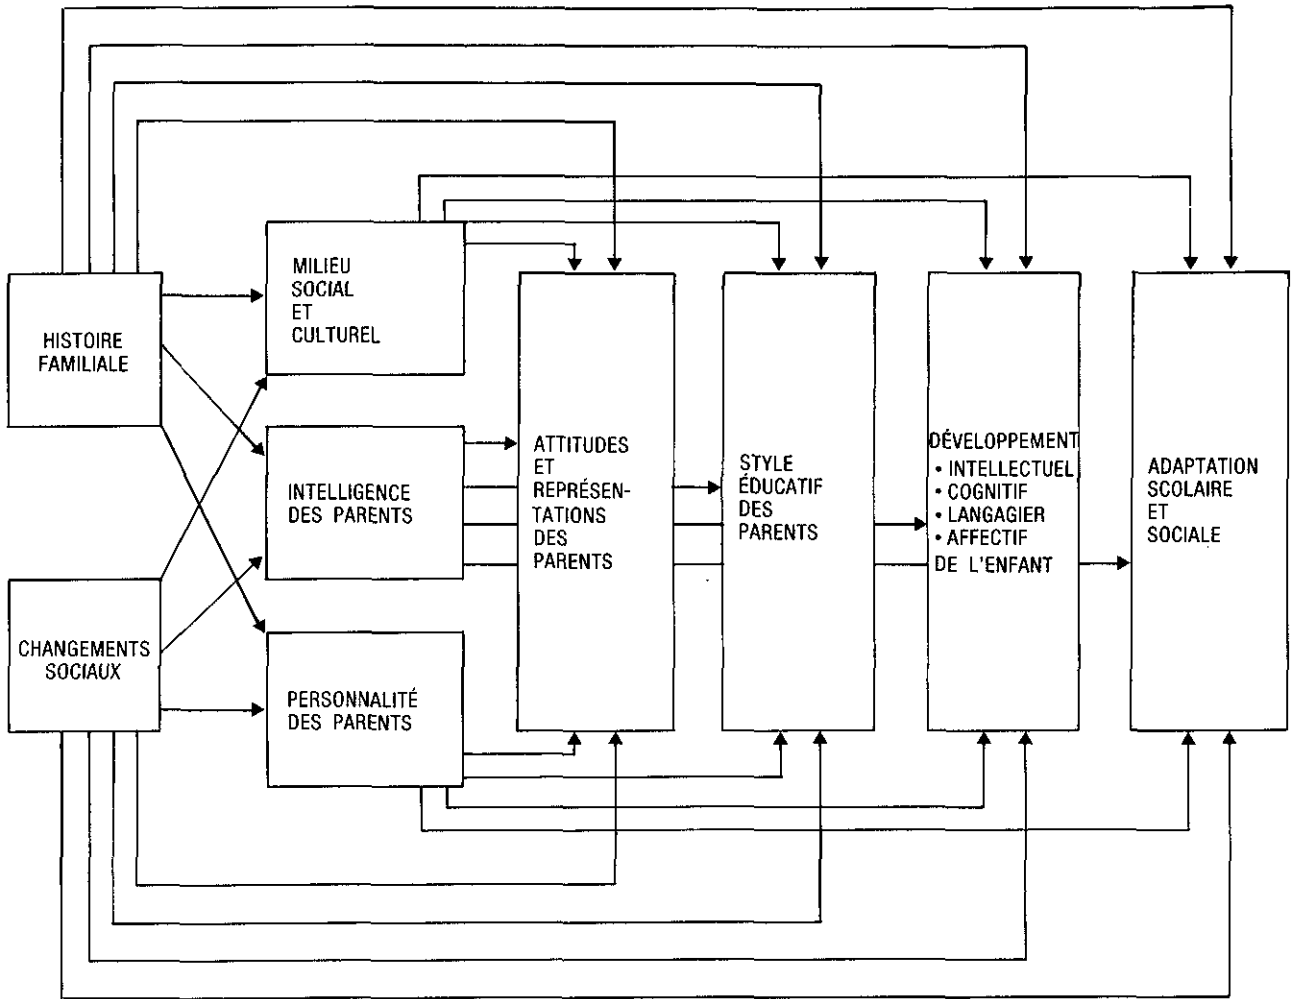 HISTOIRE
FAMILIALE
CHANGEMENTS
SOCIAUX
MILIEU
SOCIAL
ET
CULTUREL
INTELLIGENCE
DES PARENTS
PERSONNALITÉ
DES PARENTS
ATTITUDES
ET
REPRÉSEN-
TATIONS
DES
PARENTS
STYLE
ÉDUCATIF
DES
PARENTS
DÉVELOPPEMENT
• INTELLECTUEL
• COGNITIF
• LANGAGIER
• AFFECTIF
DE L'ENFANT
ADAPTATION
SCOLAIRE
ET
SOCIALE